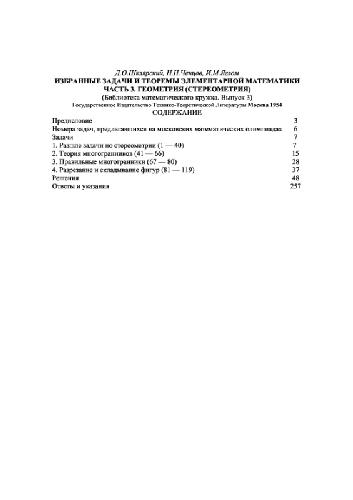 Д.О.Шклярский, Н.Н.Ченцов, И.М.Яглом
ИЗБРАННЫЕ ЗАДАЧИ И ТЕОРЕМЫ ЭЛЕМЕНТАРНОЙ МАТЕМАТИКИ
ЧАСТЬ 3. ГЕОМЕТРИЯ (СТЕРЕОМЕТРИЯ)
(Библиотека математического кружка. Выпуск 3)
Государственное Издательство Технико-Теоретической Литературы Москва 1954
СОДЕРЖАНИЕ
Предисловие 3
Номера задач, предлагавшихся на московских математических олимпиадах 6
Задачи 7
1. Разные задачи по стереометрии (1 — 40) 7
2. Теория многогранников (41 — 66) 15
3. Правильные многогранники (67 — 80) 28
4. Разрезание и складывание фигур (81 — 119) 37
Решения 48
Ответы и указания 237